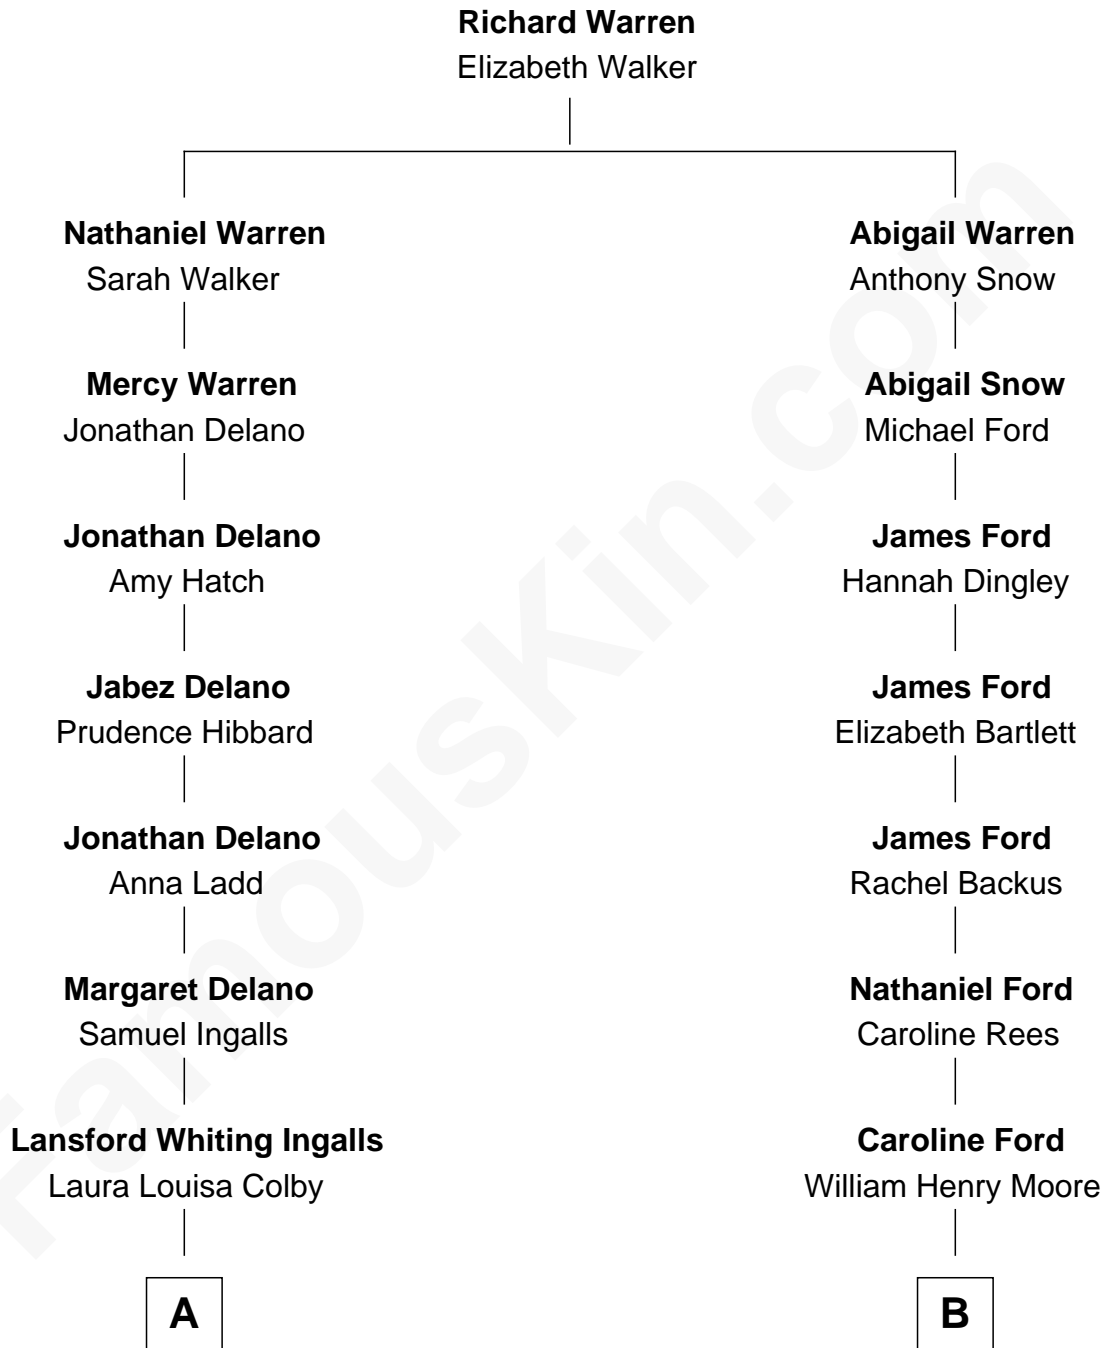 Richard Warren
Elizabeth Walker
Nathaniel Warren
Sarah Walker
Abigail Warren
Anthony Snow
Mercy Warren
Jonathan Delano
Abigail Snow
Michael Ford
Jonathan Delano
Amy Hatch
James Ford
Hannah Dingley
Jabez Delano
Prudence Hibbard
James Ford
Elizabeth Bartlett
Jonathan Delano
Anna Ladd
James Ford
Rachel Backus
Margaret Delano
Samuel Ingalls
Nathaniel Ford
Caroline Rees
Lansford Whiting Ingalls
Laura Louisa Colby
Caroline Ford
William Henry Moore
A
B
FamousKin.com